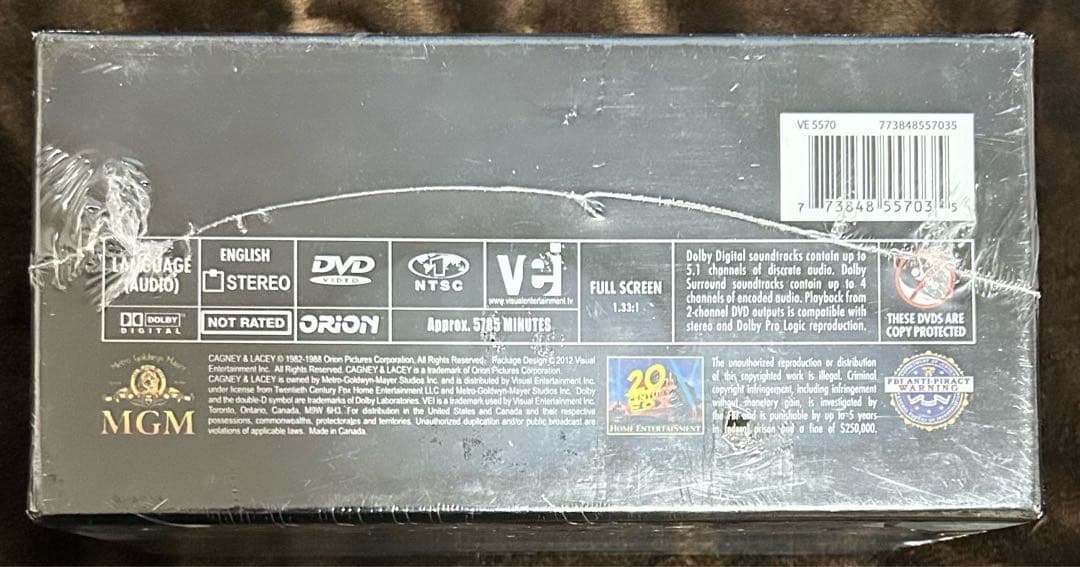 VE 5570 773848557035
7 73848 55703 5
LANGUAGE
(AUDIO)
ENGLISH
STEREO
DVD
VIDEO
NTSC
VEI
www.visualentertainment.tv
FULL SCREEN
1.33:1
Dolby Digital soundtracks contain up to
5.1 channels of discrete audio. Dolby
Surround soundtracks contain up to 4
channels of encoded audio. Playback from
2-channel DVD outputs is compatible with
stereo and Dolby Pro Logic reproduction.
THESE DVDS ARE
COPY PROTECTED
DOLBY
DIGITAL
NOT RATED
ORION
Approx. 5785 MINUTES
Metro Goldwyn Mayer
MGM
CAGNEY & LACEY © 1982-1988 Orion Pictures Corporation, All Rights Reserved. Package Design © 2012 Visual
Entertainment Inc. All Rights Reserved. CAGNEY & LACEY is a trademark of Orion Pictures Corporation.
CAGNEY & LACEY is owned by Metro-Goldwyn-Mayer Studios Inc. and is distributed by Visual Entertainment Inc.
under license from Twentieth Century Fox Home Entertainment LLC and Metro-Goldwyn-Mayer Studios Inc. Dolby
and the double-D symbol are trademarks of Dolby Laboratories. VEI is a trademark used by Visual Entertainment Inc.
Toronto, Ontario, Canada, M9W 6H3. For distribution in the United States and Canada and their respective
possessions, commonwealths, protectorates and territories. Unauthorized duplication and/or public broadcast are
violations of applicable laws. Made in Canada.
20
HOME ENTERTAINMENT
The unauthorized reproduction or distribution
of this copyrighted work is illegal. Criminal
copyright infringement, including infringement
without monetary gain, is investigated by
the FBI and is punishable by up to 5 years
in federal prison and a fine of $250,000.
FBI ANTI-PIRACY
WARNING